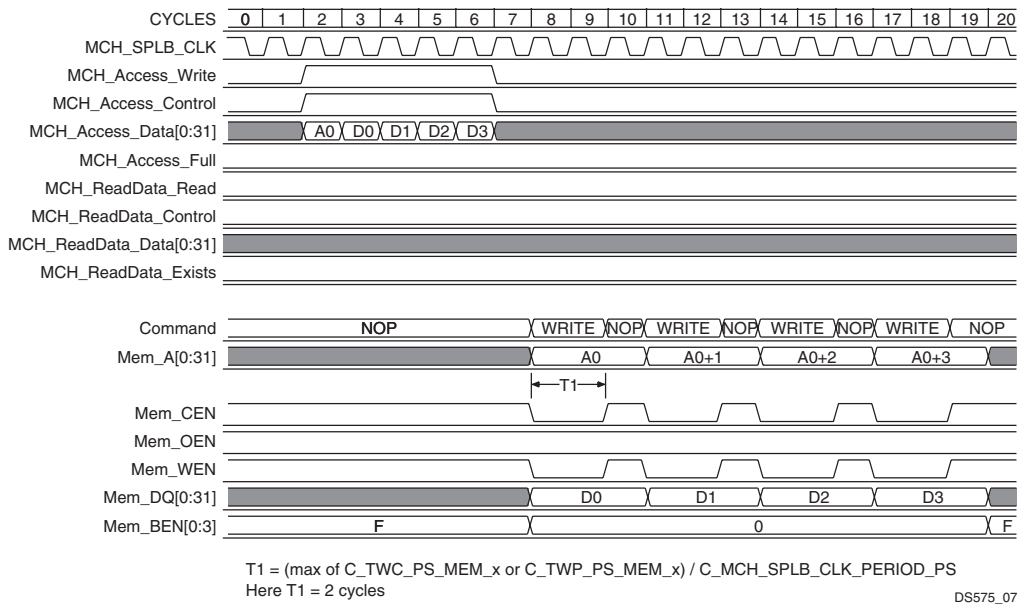 CYCLES 0 1 2 3 4 5 6 7 8 9 10 11 12 13 14 15 16 17 18 19 20
MCH_SPLB_CLK
MCH_Access_Write
MCH_Access_Control
MCH_Access_Data[0:31] A0 D0 D1 D2 D3
MCH_Access_Full
MCH_ReadData_Read
MCH_ReadData_Control
MCH_ReadData_Data[0:31]
MCH_ReadData_Exists
Command NOP WRITE NOP WRITE NOP WRITE NOP WRITE NOP
Mem_A[0:31] A0 A0+1 A0+2 A0+3
T1
Mem_CEN
Mem_OEN
Mem_WEN
Mem_DQ[0:31] D0 D1 D2 D3
Mem_BEN[0:3] F 0 F
T1 = (max of C_TWC_PS_MEM_x or C_TWP_PS_MEM_x) / C_MCH_SPLB_CLK_PERIOD_PS
Here T1 = 2 cycles
DS575_07